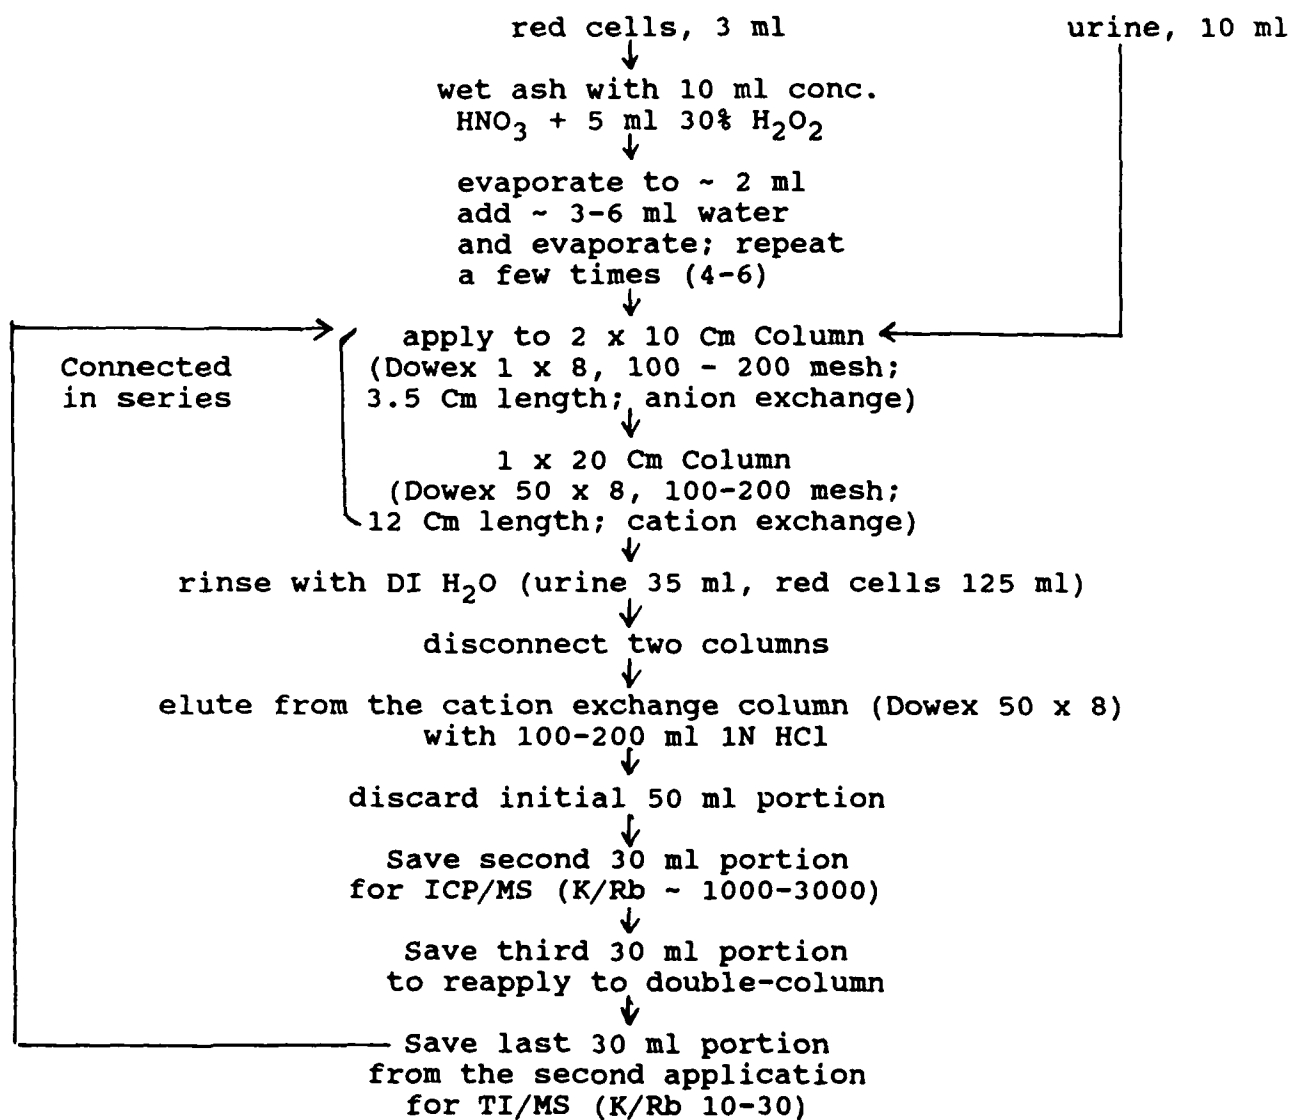 red cells, 3 ml
urine, 10 ml
wet ash with 10 ml conc.
HNO₃ + 5 ml 30% H₂O₂
evaporate to ~ 2 ml
add ~ 3-6 ml water
and evaporate; repeat
a few times (4-6)
apply to 2 x 10 Cm Column
(Dowex 1 x 8, 100 - 200 mesh;
3.5 Cm length; anion exchange)
Connected
in series
1 x 20 Cm Column
(Dowex 50 x 8, 100-200 mesh;
12 Cm length; cation exchange)
rinse with DI H₂O (urine 35 ml, red cells 125 ml)
disconnect two columns
elute from the cation exchange column (Dowex 50 x 8)
with 100-200 ml 1N HCl
discard initial 50 ml portion
Save second 30 ml portion
for ICP/MS (K/Rb ~ 1000-3000)
Save third 30 ml portion
to reapply to double-column
Save last 30 ml portion
from the second application
for TI/MS (K/Rb 10-30)